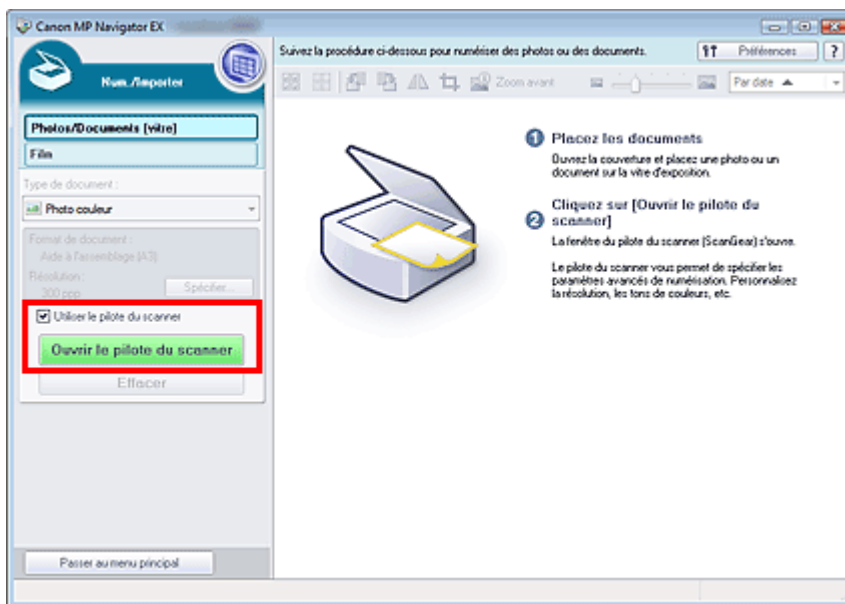 Canon MP Navigator EX
Num./Importer
Photos/Documents (vitre)
Film
Type de document :
Photo couleur
Format de document :
Aide à l'assemblage (A3)
Résolution :
300 ppp
Spécifier...
Utiliser le pilote du scanner
Ouvrir le pilote du scanner
Effacer
Passer au menu principal
Suivez la procédure ci-dessous pour numériser des photos ou des documents.
Préférences
?
Zoom avant
Par date
1 Placez les documents
Ouvrez la couverture et placez une photo ou un
document sur la vitre d'exposition.
2 Cliquez sur [Ouvrir le pilote du
scanner]
La fenêtre du pilote du scanner (ScanGear) s'ouvre.
Le pilote du scanner vous permet de spécifier les
paramètres avancés de numérisation. Personnalisez
la résolution, les tons de couleurs, etc.